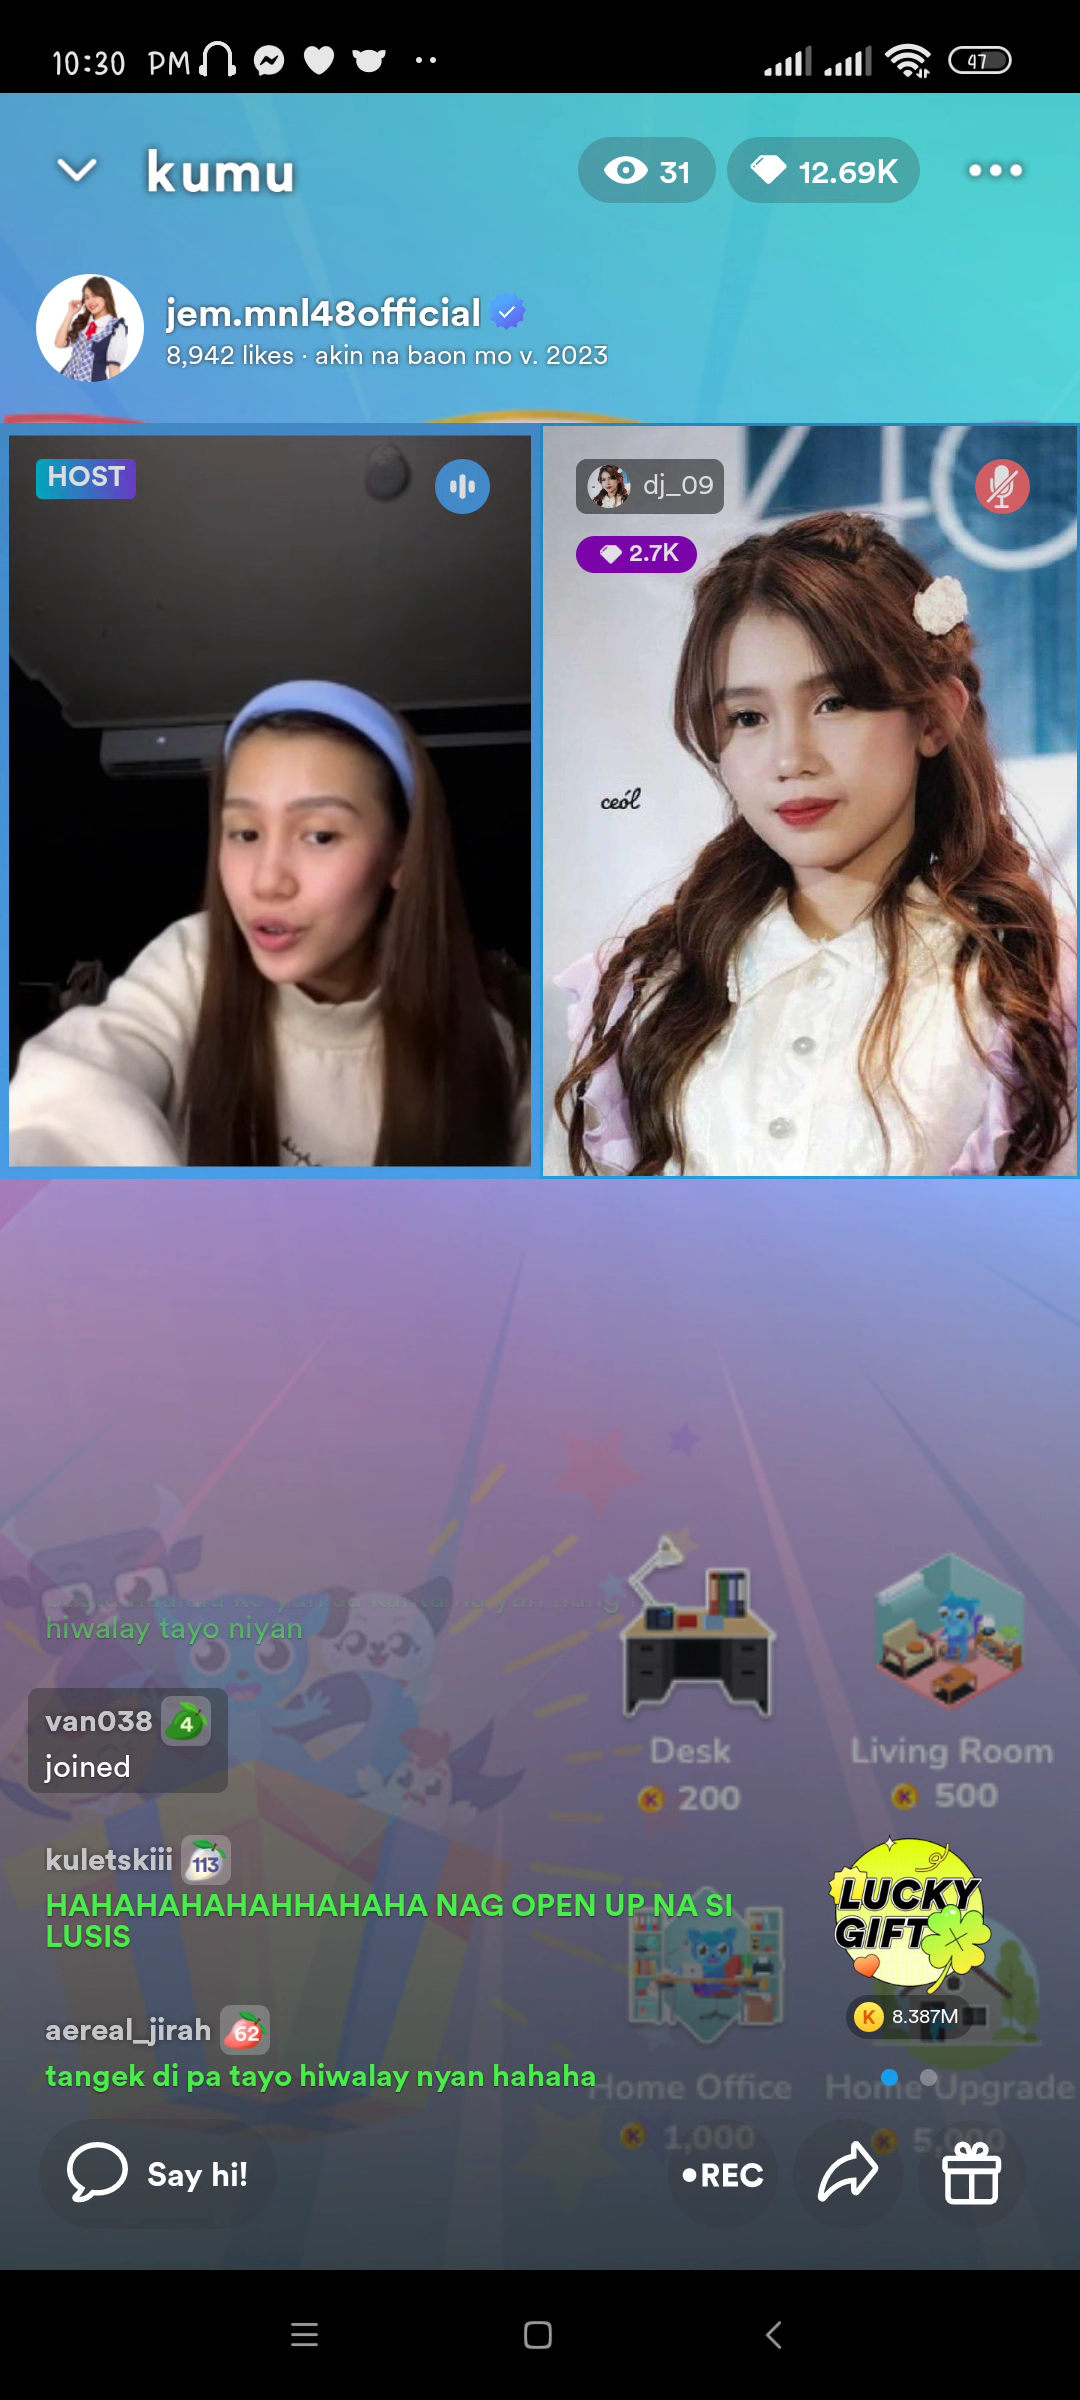 10:30 PM
47
kumu
31
12.69K
jem.mnl48official
8,942 likes · akin na baon mo v. 2023
HOST
dj_09
2.7K
ceól
hiwalay tayo niyan
van038 4
joined
Desk
200
Living Room
500
kuletskiii 113
HAHAHAHAHAHHAHAHA NAG OPEN UP NA SI
LUSIS
LUCKY
GIFT
K 8.387M
aereal_jirah 62
tangek di pa tayo hiwalay nyan hahaha
Home Office
1,000
Home Upgrade
Say hi!
REC